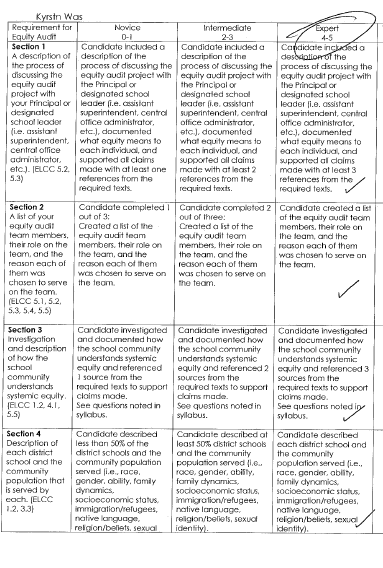 Kyrstn Was
Requirement for
Equity Audit
Novice
0-1
Intermediate
2-3
Expert
4-5
Section 1
A description of
the process of
discussing the
equity audit
project with
your Principal or
designated
school leader
(i.e. assistant
superintendent,
central office
administrator,
etc.). (ELCC 5.2,
5.3)
Candidate included a
description of the
process of discussing the
equity audit project with
the Principal or
designated school
leader (i.e. assistant
superintendent, central
office administrator,
etc.), documented
what equity means to
each individual, and
supported all claims
made with at least one
references from the
required texts.
Candidate included a
description of the
process of discussing the
equity audit project with
the Principal or
designated school
leader (i.e. assistant
superintendent, central
office administrator,
etc.), documented
what equity means to
each individual, and
supported all claims
made with at least 2
references from the
required texts.
Candidate included a
description of the
process of discussing the
equity audit project with
the Principal or
designated school
leader (i.e. assistant
superintendent, central
office administrator,
etc.), documented
what equity means to
each individual, and
supported all claims
made with at least 3
references from the
required texts.
Section 2
A list of your
equity audit
team members,
their role on the
team, and the
reason each of
them was
chosen to serve
on the team.
(ELCC 5.1, 5.2,
5.3, 5.4, 5.5)
Candidate completed 1
out of 3:
Created a list of the
equity audit team
members, their role on
the team, and the
reason each of them
was chosen to serve on
the team.
Candidate completed 2
out of three:
Created a list of the
equity audit team
members, their role on
the team, and the
reason each of them
was chosen to serve on
the team.
Candidate created a list
of the equity audit team
members, their role on
the team, and the
reason each of them
was chosen to serve on
the team.
Section 3
Investigation
and description
of how the
school
community
understands
systemic equity.
(ELCC 1.2, 4.1,
5.5)
Candidate investigated
and documented how
the school community
understands systemic
equity and referenced
1 source from the
required texts to support
claims made.
See questions noted in
syllabus.
Candidate investigated
and documented how
the school community
understands systemic
equity and referenced 2
sources from the
required texts to support
claims made.
See questions noted in
syllabus.
Candidate investigated
and documented how
the school community
understands systemic
equity and referenced 3
sources from the
required texts to support
claims made.
See questions noted in
syllabus.
Section 4
Description of
each district
school and the
community
population that
is served by
each. (ELCC
1.2, 3.3)
Candidate described
less than 50% of the
district schools and the
community population
served (i.e., race,
gender, ability, family
dynamics,
socioeconomic status,
immigration/refugees,
native language,
religion/beliefs, sexual
Candidate described at
least 50% district schools
and the community
population served (i.e.,
race, gender, ability,
family dynamics,
socioeconomic status,
immigration/refugees,
native language,
religion/beliefs, sexual
identity).
Candidate described
each district school and
the community
population served (i.e.,
race, gender, ability,
family dynamics,
socioeconomic status,
immigration/refugees,
native language,
religion/beliefs, sexual
identity).